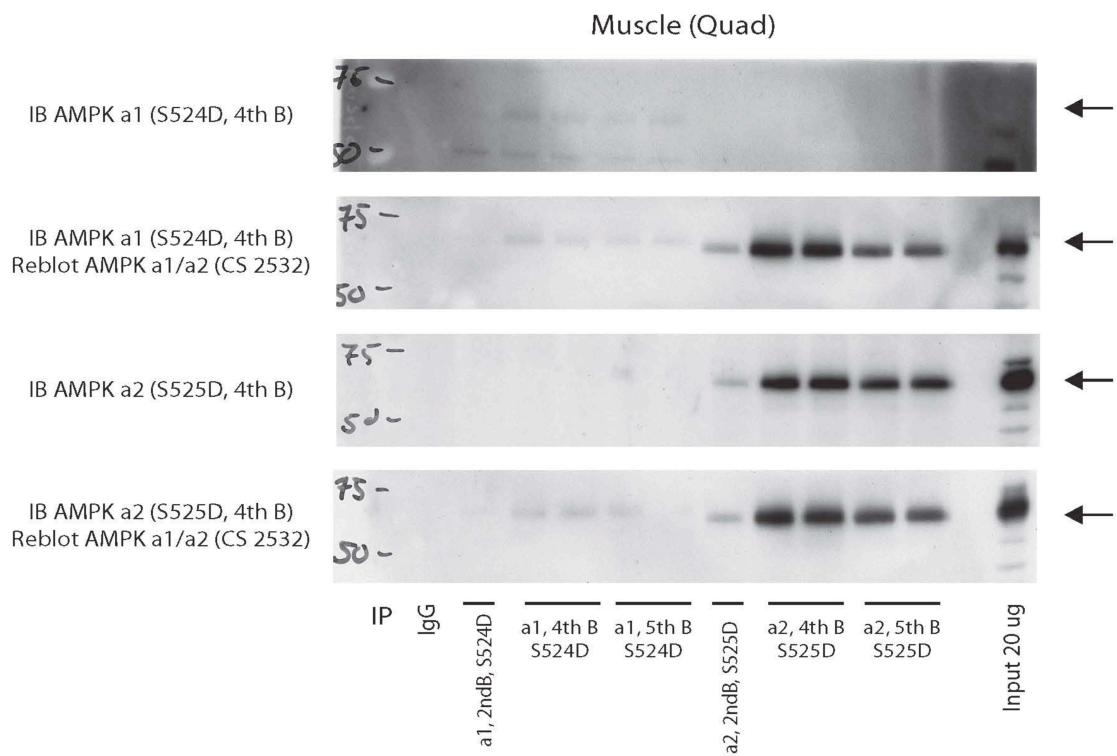 Muscle (Quad)
75 -
IB AMPK a1 (S524D, 4th B)
50 -
75 -
IB AMPK a1 (S524D, 4th B)
Reblot AMPK a1/a2 (CS 2532)
50 -
75 -
IB AMPK a2 (S525D, 4th B)
50 -
75 -
IB AMPK a2 (S525D, 4th B)
Reblot AMPK a1/a2 (CS 2532)
50 -
IP
IgG
a1, 2ndB, S524D
a1, 4th B
S524D
a1, 5th B
S524D
a2, 2ndB, S525D
a2, 4th B
S525D
a2, 5th B
S525D
Input 20 ug